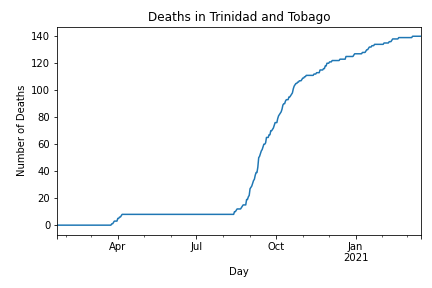 Deaths in Trinidad and Tobago
140
120
100
80
60
40
20
0
Number of Deaths
Apr
Jul
Oct
Jan
2021
Day